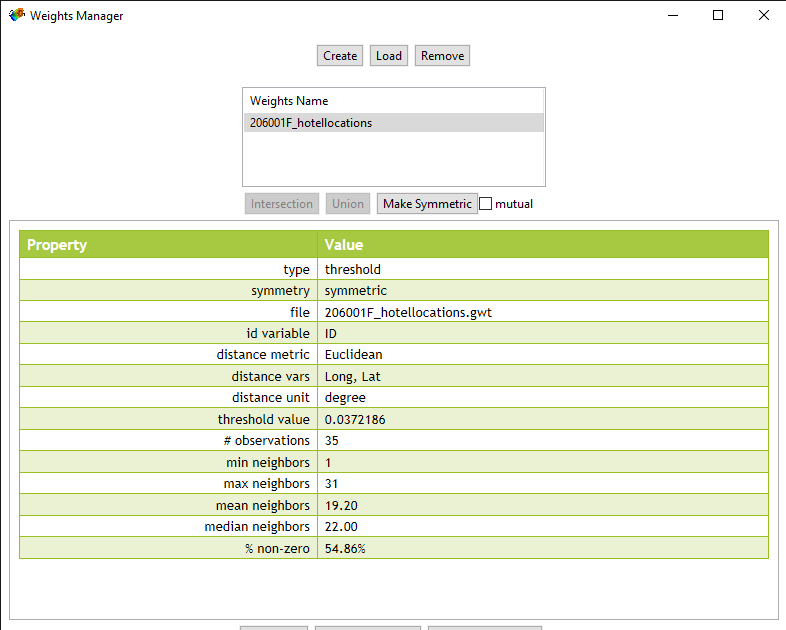 Weights Manager
Create Load Remove
Weights Name
206001F_hotellocations
Intersection Union Make Symmetric mutual
Property Value
type threshold
symmetry symmetric
file 206001F_hotellocations.gwt
id variable ID
distance metric Euclidean
distance vars Long, Lat
distance unit degree
threshold value 0.0372186
# observations 35
min neighbors 1
max neighbors 31
mean neighbors 19.20
median neighbors 22.00
% non-zero 54.86%